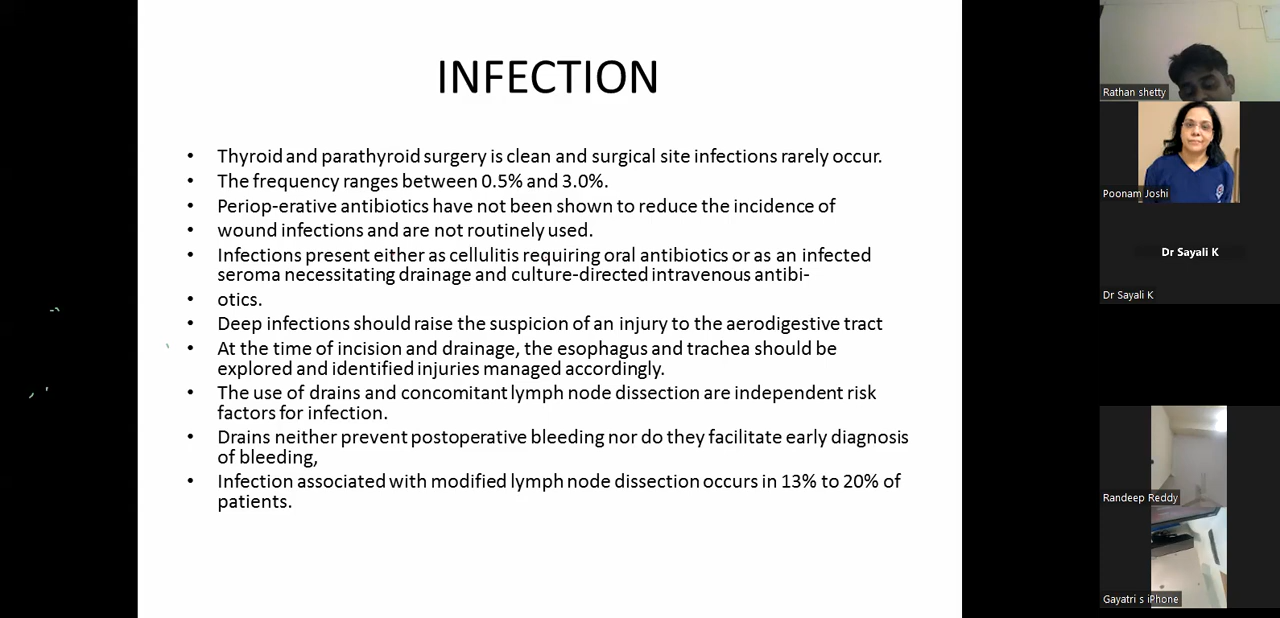 INFECTION
• Thyroid and parathyroid surgery is clean and surgical site infections rarely occur.
• The frequency ranges between 0.5% and 3.0%.
• Periop-erative antibiotics have not been shown to reduce the incidence of
• wound infections and are not routinely used.
• Infections present either as cellulitis requiring oral antibiotics or as an infected
seroma necessitating drainage and culture-directed intravenous antibi-
• otics.
• Deep infections should raise the suspicion of an injury to the aerodigestive tract
• At the time of incision and drainage, the esophagus and trachea should be
explored and identified injuries managed accordingly.
• The use of drains and concomitant lymph node dissection are independent risk
factors for infection.
• Drains neither prevent postoperative bleeding nor do they facilitate early diagnosis
of bleeding,
• Infection associated with modified lymph node dissection occurs in 13% to 20% of
patients.
Rathan shetty
Poonam Joshi
Dr Sayali K
Dr Sayali K
Randeep Reddy
Gayatri s iPhone